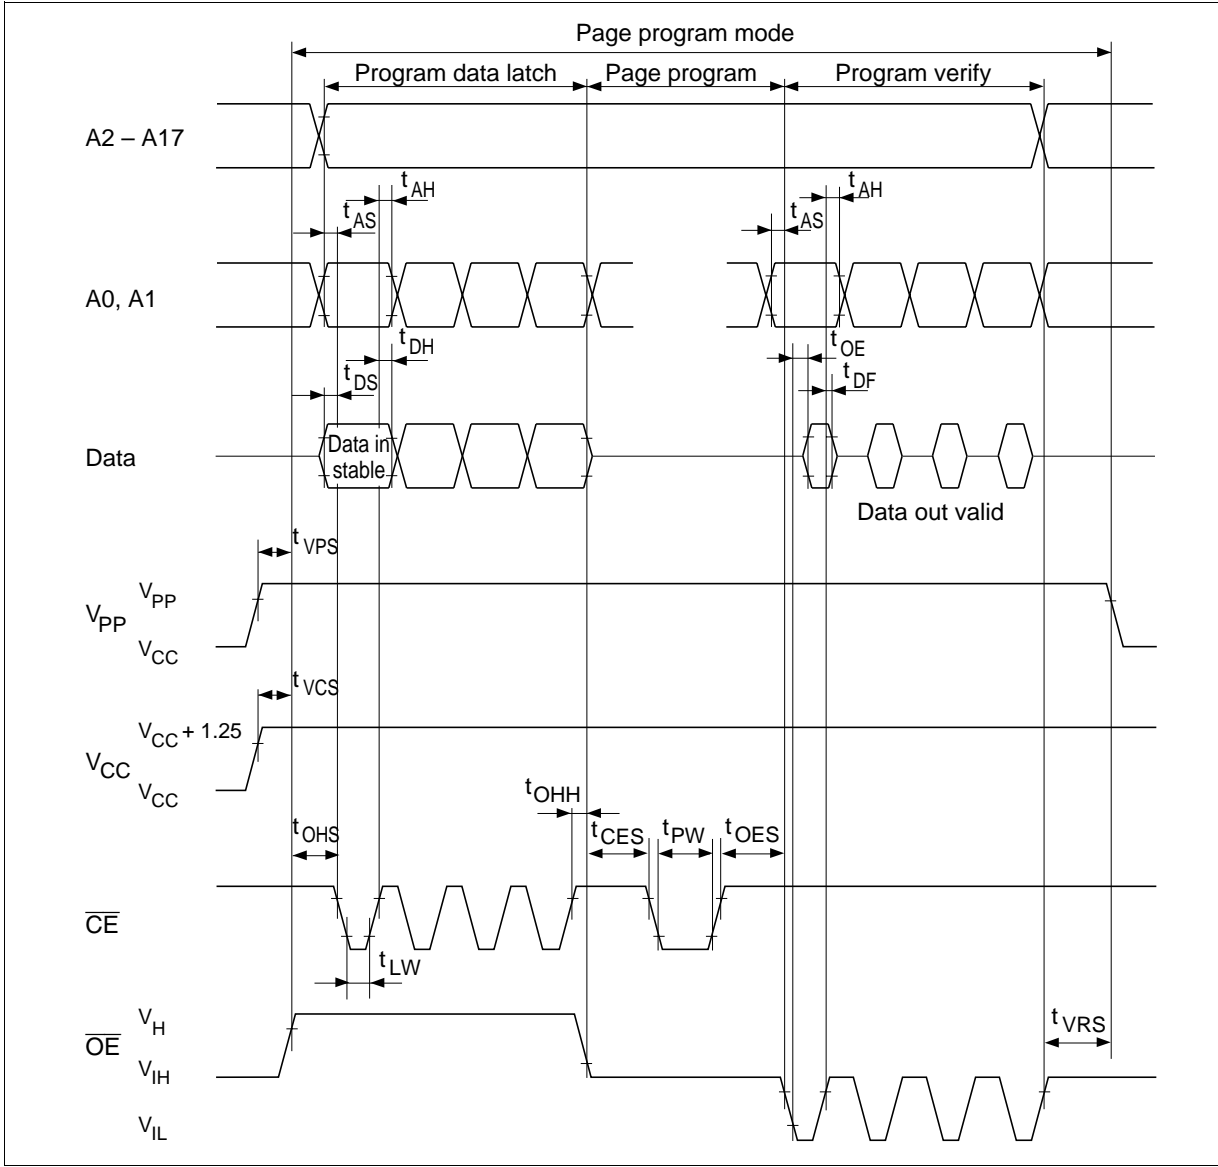 Page program mode
Program data latch Page program Program verify
A2 – A17
tAH tAH
tAS tAS
A0, A1
tDH tOE
tDS tDF
Data
Data in
stable
Data out valid
tVPS
VPP
VPP
VCC
tVCS
VCC + 1.25
VCC
VCC
tOHH
tOHS tCES tPW tOES
CE
tLW
VH
tVRS
OE
VIH
VIL